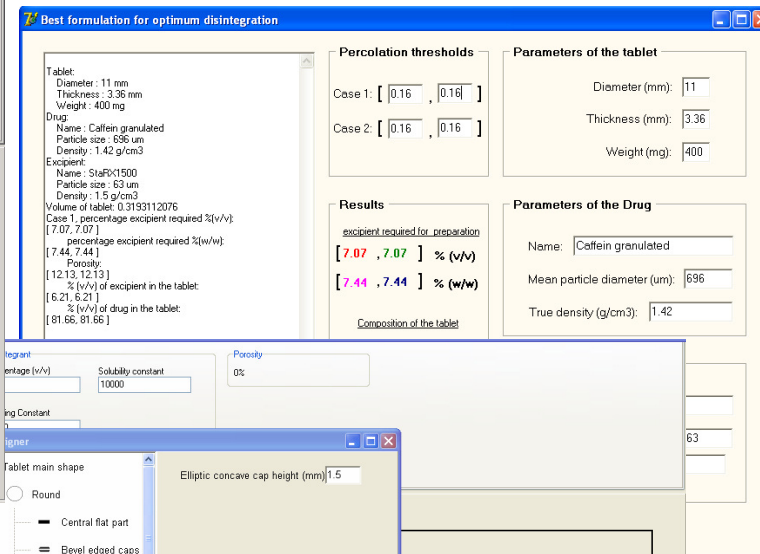 Best formulation for optimum disintegration
Tablet:
Diameter : 11 mm
Thickness : 3.36 mm
Weight : 400 mg
Drug:
Name : Caffein granulated
Particle size : 696 um
Density : 1.42 g/cm3
Excipient:
Name : StaRX1500
Particle size : 63 um
Density : 1.5 g/cm3
Volume of tablet: 0.3193112076
Case 1, percentage excipient required %(v/v):
[ 7.07, 7.07 ]
percentage excipient required %(w/w):
[ 7.44, 7.44 ]
Porosity:
[ 12.13, 12.13 ]
% (v/v) of excipient in the tablet:
[ 6.21, 6.21 ]
% (v/v) of drug in the tablet:
[ 81.66, 81.66 ]
Percolation thresholds
Case 1: [ 0.16 , 0.16 ]
Case 2: [ 0.16 , 0.16 ]
Parameters of the tablet
Diameter (mm): 11
Thickness (mm): 3.36
Weight (mg): 400
Results
excipient required for preparation
[ 7.07 , 7.07 ] % (v/v)
[ 7.44 , 7.44 ] % (w/w)
Composition of the tablet
Parameters of the Drug
Name: Caffein granulated
Mean particle diameter (um): 696
True density (g/cm3): 1.42
63
tegrant
entage (v/v)
Solubility constant
10000
ing Constant
Porosity
0%
igner
Tablet main shape
Round
Central flat part
Bevel edged caps
Elliptic concave cap height (mm) 1.5